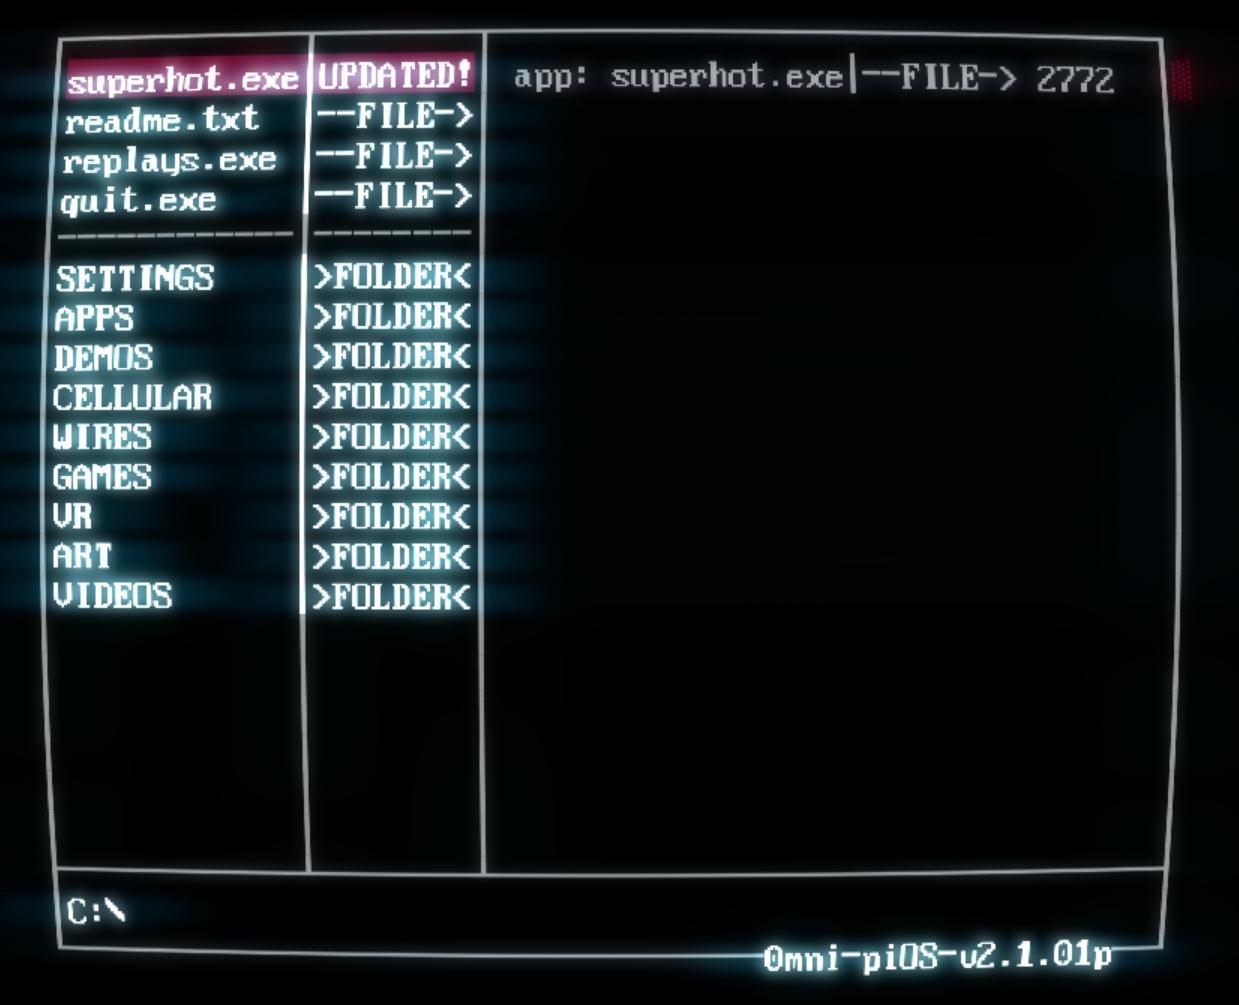 superhot.exe UPDATED! app: superhot.exe|--FILE-> 2772
readme.txt --FILE->
replays.exe --FILE->
quit.exe --FILE->
------------ --------
SETTINGS >FOLDER<
APPS >FOLDER<
DEMOS >FOLDER<
CELLULAR >FOLDER<
WIRES >FOLDER<
GAMES >FOLDER<
VR >FOLDER<
ART >FOLDER<
VIDEOS >FOLDER<
C:\
0mni-piOS-v2.1.01p